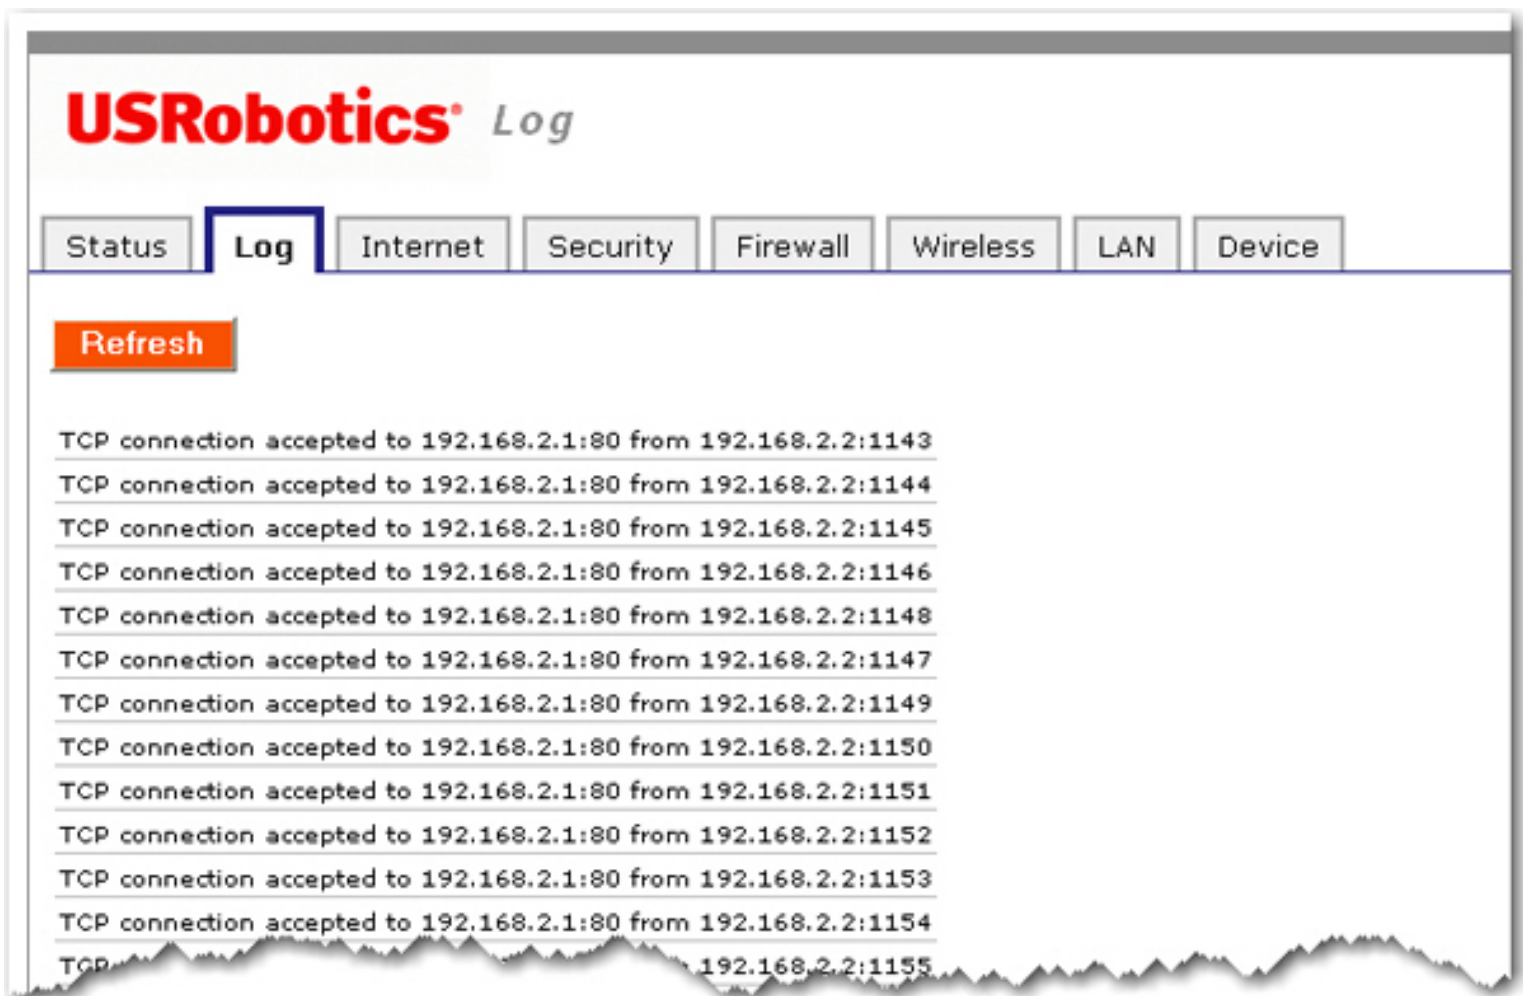 USRobotics® Log
Status Log Internet Security Firewall Wireless LAN Device
Refresh
TCP connection accepted to 192.168.2.1:80 from 192.168.2.2:1143
TCP connection accepted to 192.168.2.1:80 from 192.168.2.2:1144
TCP connection accepted to 192.168.2.1:80 from 192.168.2.2:1145
TCP connection accepted to 192.168.2.1:80 from 192.168.2.2:1146
TCP connection accepted to 192.168.2.1:80 from 192.168.2.2:1148
TCP connection accepted to 192.168.2.1:80 from 192.168.2.2:1147
TCP connection accepted to 192.168.2.1:80 from 192.168.2.2:1149
TCP connection accepted to 192.168.2.1:80 from 192.168.2.2:1150
TCP connection accepted to 192.168.2.1:80 from 192.168.2.2:1151
TCP connection accepted to 192.168.2.1:80 from 192.168.2.2:1152
TCP connection accepted to 192.168.2.1:80 from 192.168.2.2:1153
TCP connection accepted to 192.168.2.1:80 from 192.168.2.2:1154
TCP 192.168.2.2:1155